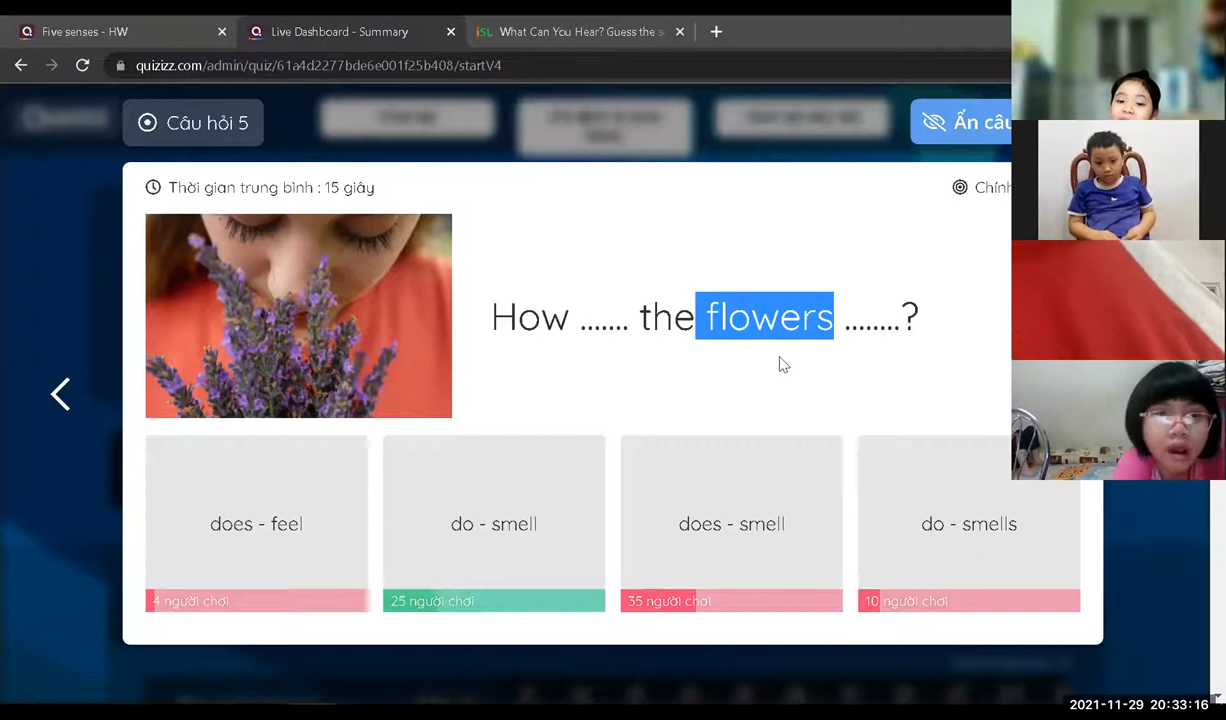 Five senses - HW
Live Dashboard - Summary
What Can You Hear? Guess the s
quizizz.com/admin/quiz/61a4d2277bde6e001f25b408/startV4
Câu hỏi 5
Ẩn câu
Thời gian trung bình : 15 giây
Chính
How ....... the flowers ........?
does - feel
do - smell
does - smell
do - smells
4 người chơi
25 người chơi
35 người chơi
10 người chơi
2021-11-29 20:33:16